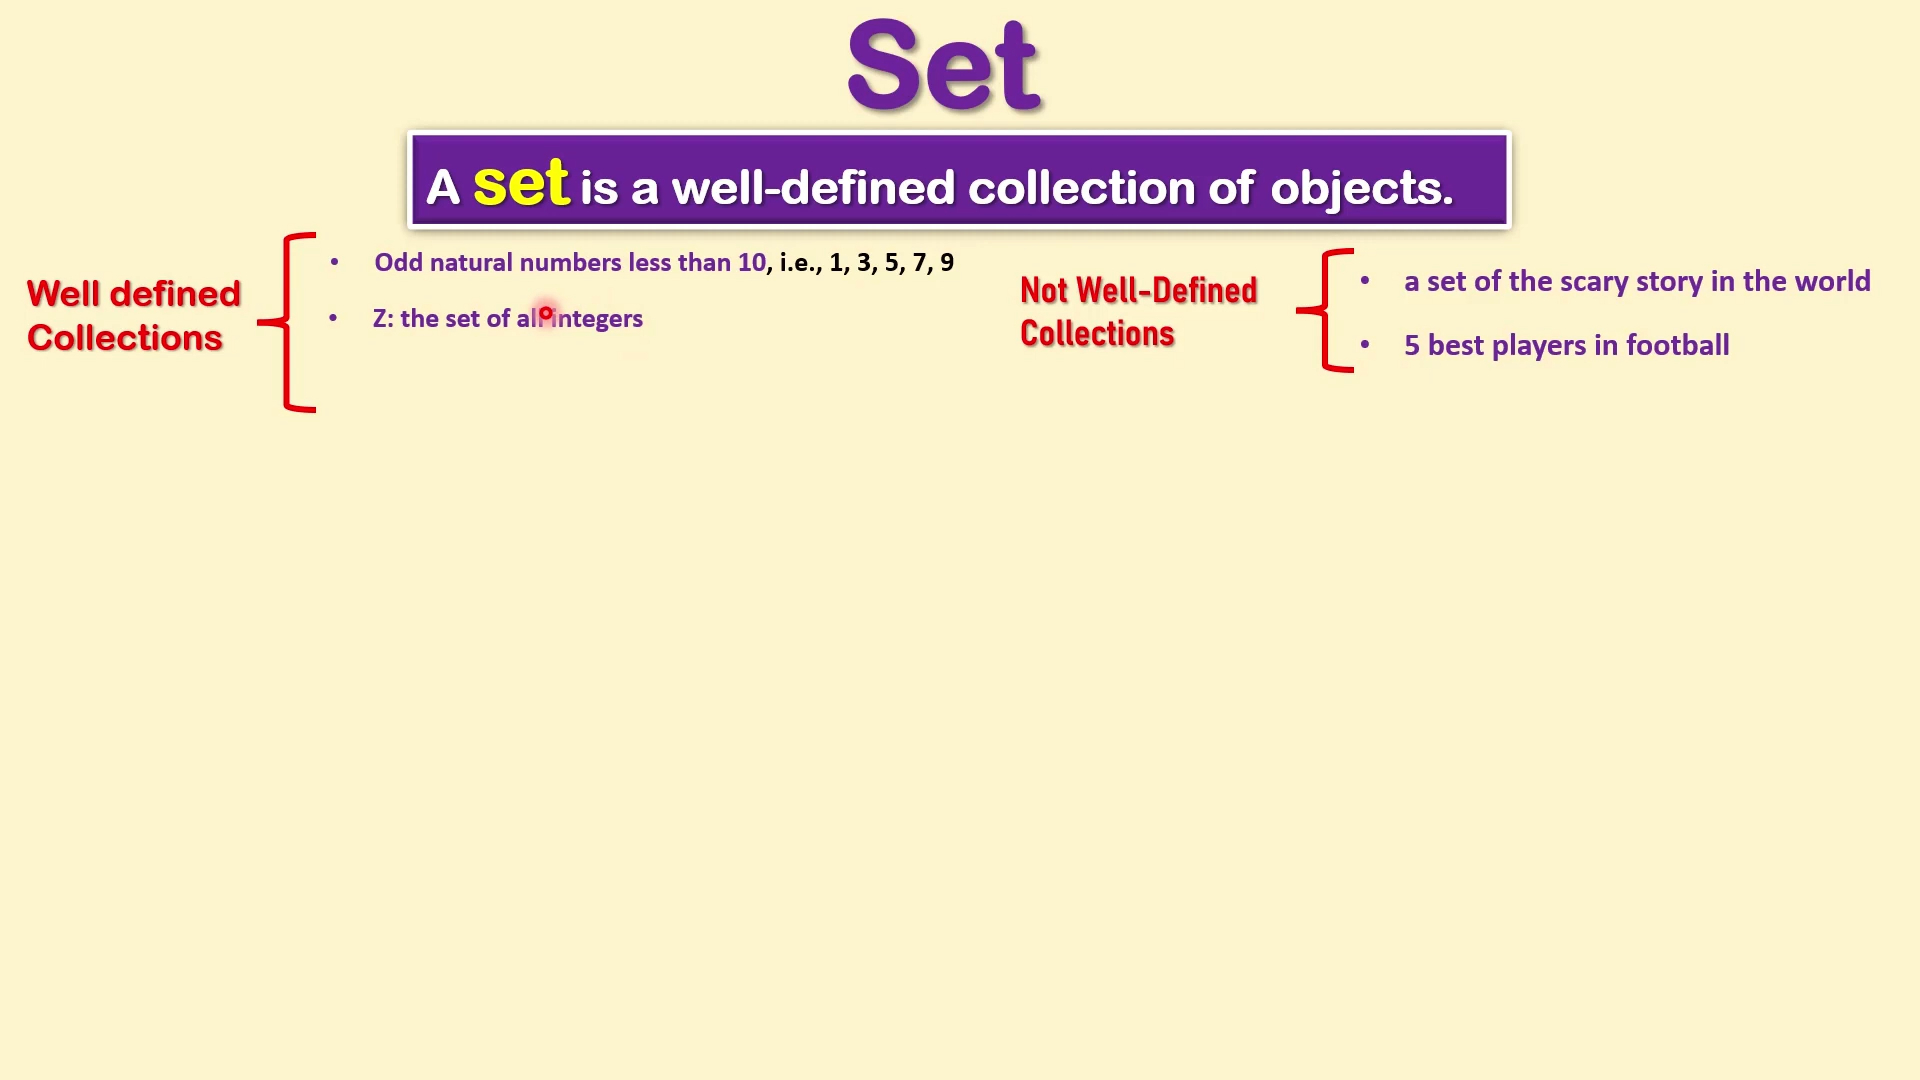 Set
A set is a well-defined collection of objects.
Well defined
Collections
• Odd natural numbers less than 10, i.e., 1, 3, 5, 7, 9
• Z: the set of all integers
Not Well-Defined
Collections
• a set of the scary story in the world
• 5 best players in football